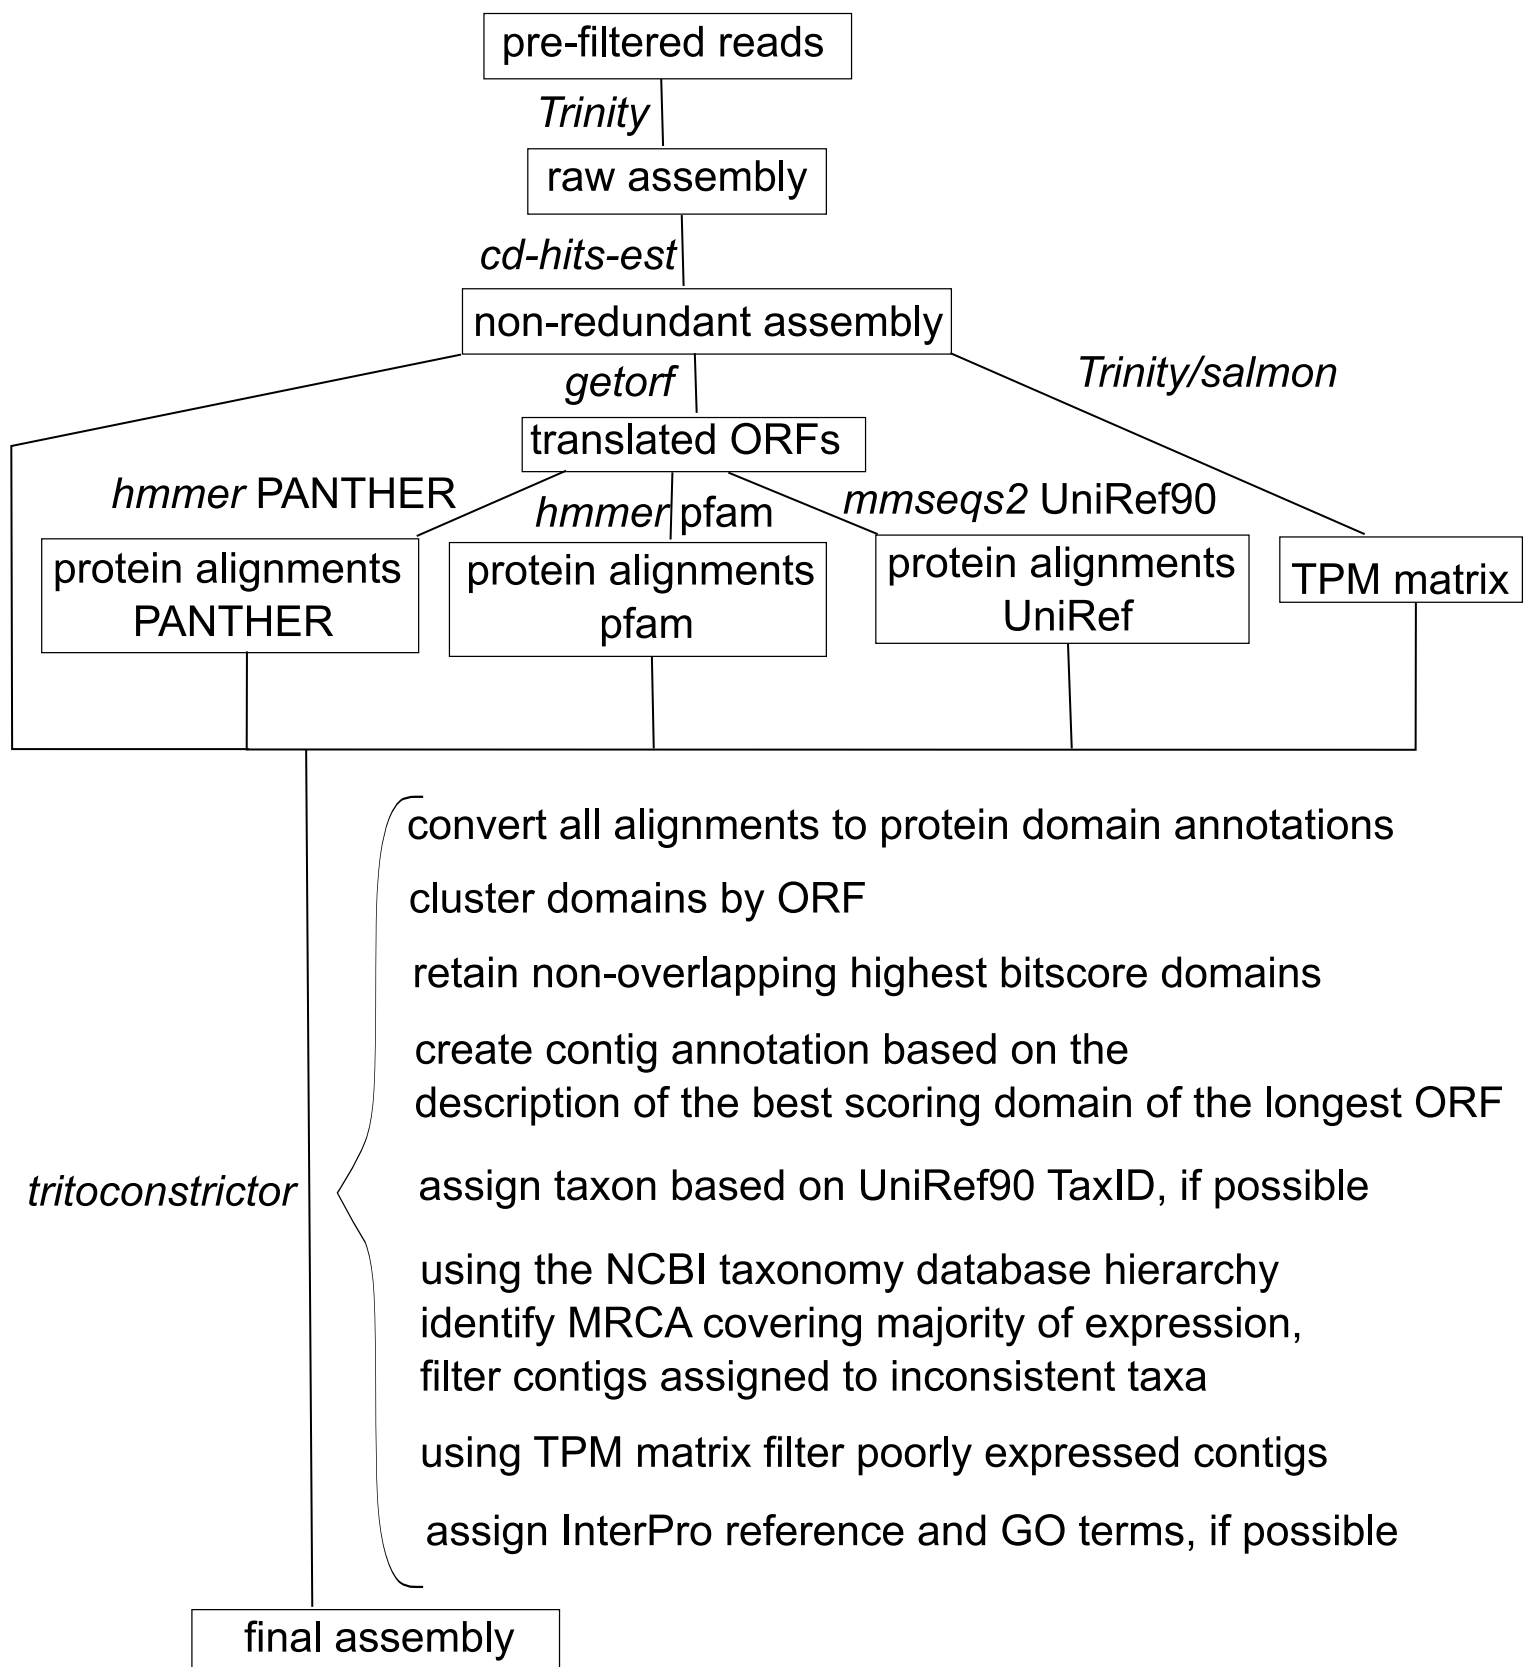 pre-filtered reads
Trinity
raw assembly
cd-hits-est
non-redundant assembly
Trinity/salmon
getorf
translated ORFs
hmmer PANTHER
hmmer pfam
mmseqs2 UniRef90
protein alignments
PANTHER
protein alignments
pfam
protein alignments
UniRef
TPM matrix
convert all alignments to protein domain annotations
cluster domains by ORF
retain non-overlapping highest bitscore domains
create contig annotation based on the
description of the best scoring domain of the longest ORF
tritoconstrictor
assign taxon based on UniRef90 TaxID, if possible
using the NCBI taxonomy database hierarchy
identify MRCA covering majority of expression,
filter contigs assigned to inconsistent taxa
using TPM matrix filter poorly expressed contigs
assign InterPro reference and GO terms, if possible
final assembly